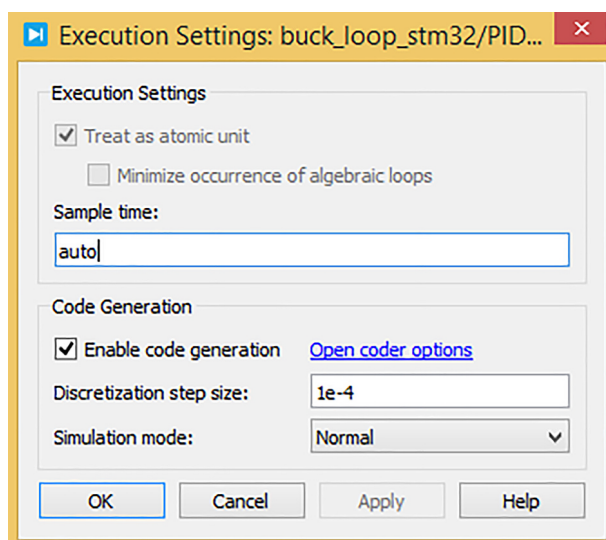 Execution Settings: buck_loop_stm32/PID...
Execution Settings
Treat as atomic unit
Minimize occurrence of algebraic loops
Sample time:
auto
Code Generation
Enable code generation Open coder options
Discretization step size: 1e-4
Simulation mode: Normal
OK Cancel Apply Help